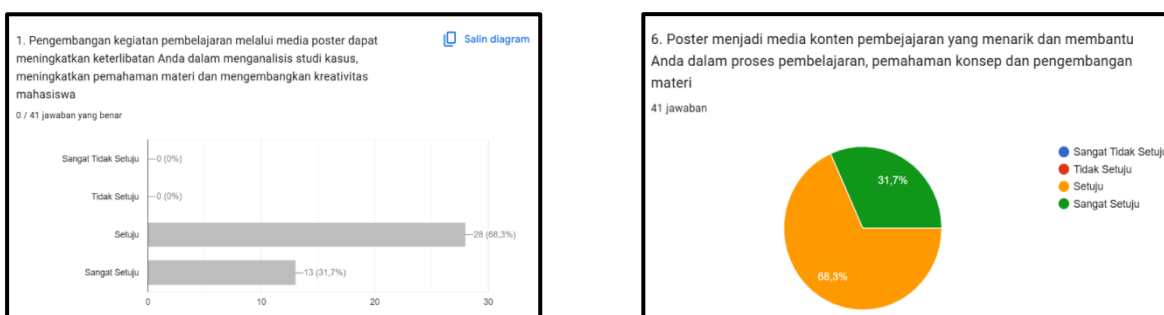 1. Pengembangan kegiatan pembelajaran melalui media poster dapat
meningkatkan keterlibatan Anda dalam menganalisis studi kasus,
meningkatkan pemahaman materi dan mengembangkan kreativitas
mahasiswa
Salin diagram
0 / 41 jawaban yang benar
Sangat Tidak Setuju
0 (0%)
Tidak Setuju
0 (0%)
Setuju
28 (68,3%)
Sangat Setuju
13 (31,7%)
0
10
20
30
6. Poster menjadi media konten pembejajaran yang menarik dan membantu
Anda dalam proses pembelajaran, pemahaman konsep dan pengembangan
materi
41 jawaban
31,7%
68,3%
Sangat Tidak Setuju
Tidak Setuju
Setuju
Sangat Setuju